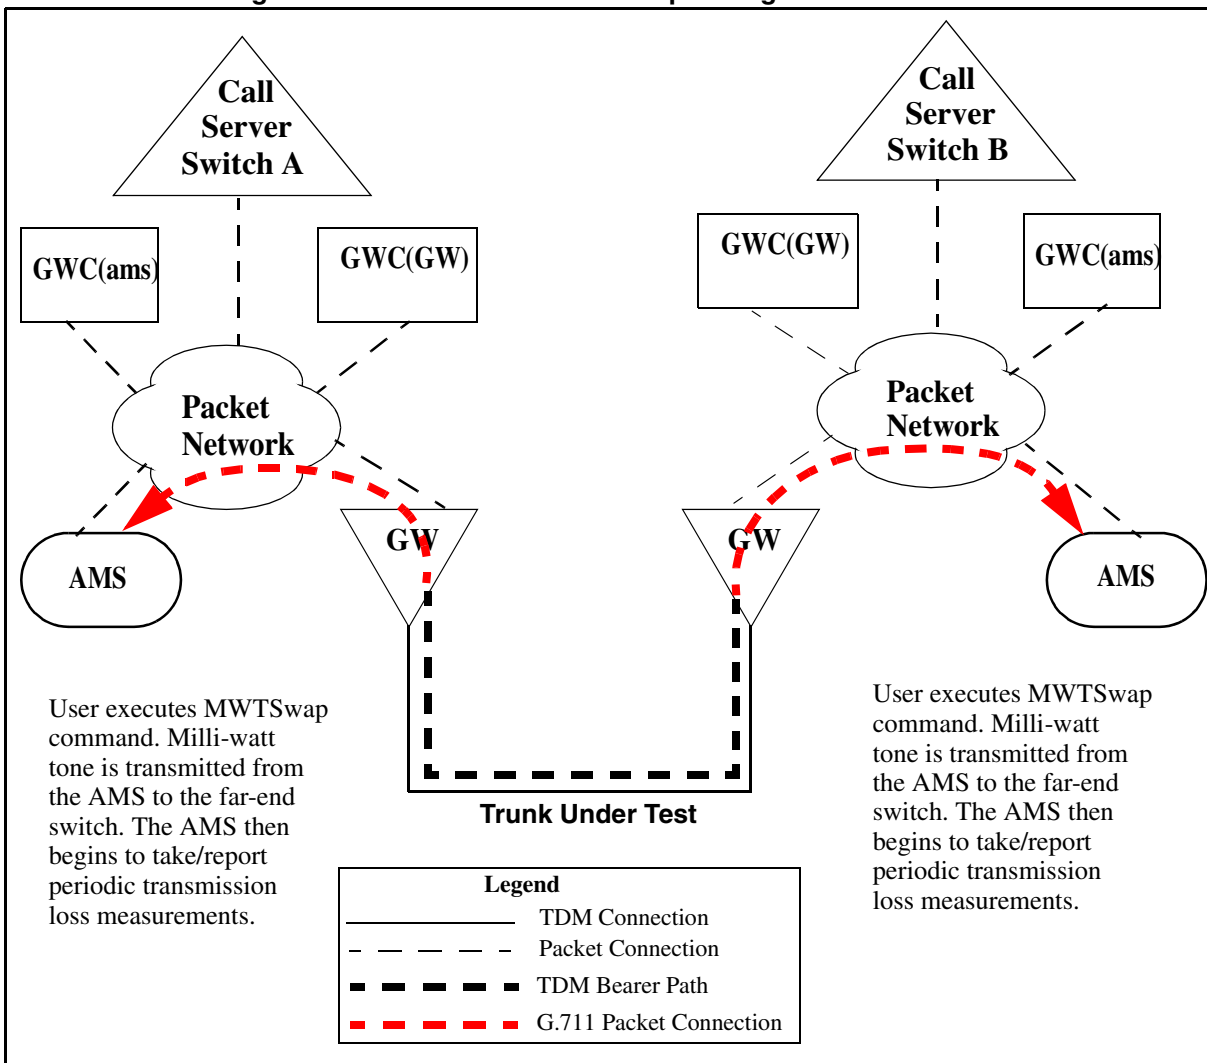 Call
Server
Switch A
Call
Server
Switch B
GWC(ams)
GWC(GW)
GWC(GW)
GWC(ams)
Packet
Network
Packet
Network
GW
GW
AMS
AMS
User executes MWTSwap
command. Milli-watt
tone is transmitted from
the AMS to the far-end
switch. The AMS then
begins to take/report
periodic transmission
loss measurements.
User executes MWTSwap
command. Milli-watt
tone is transmitted from
the AMS to the far-end
switch. The AMS then
begins to take/report
periodic transmission
loss measurements.
Trunk Under Test
Legend
TDM Connection
Packet Connection
TDM Bearer Path
G.711 Packet Connection